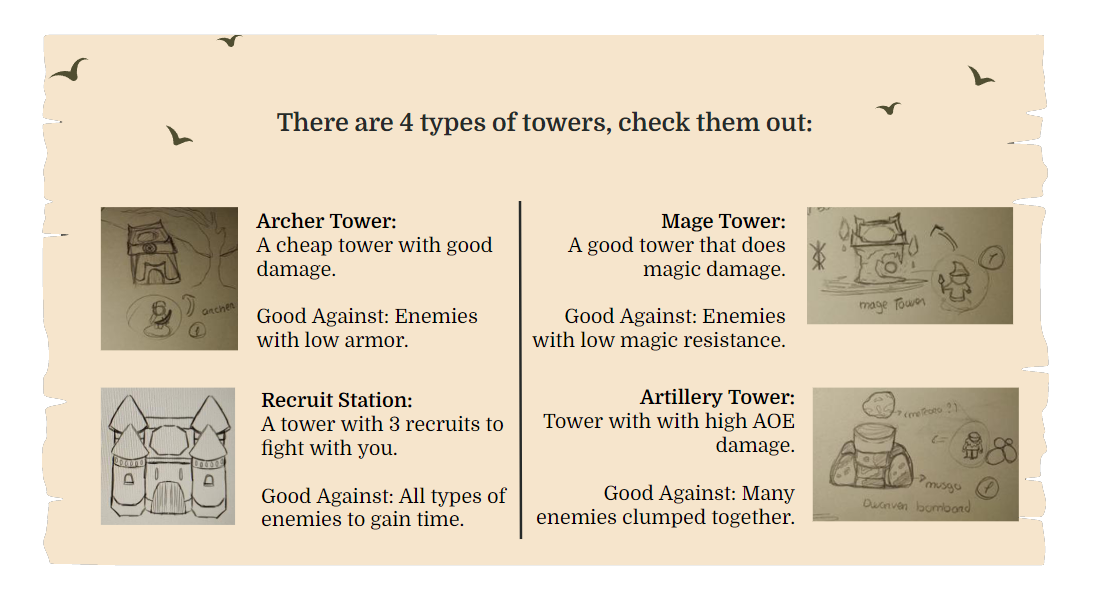 There are 4 types of towers, check them out:
Archer Tower:
A cheap tower with good
damage.
Good Against: Enemies
with low armor.
archer
Mage Tower:
A good tower that does
magic damage.
Good Against: Enemies
with low magic resistance.
mage Tower
Recruit Station:
A tower with 3 recruits to
fight with you.
Good Against: All types of
enemies to gain time.
Artillery Tower:
Tower with with high AOE
damage.
Good Against: Many
enemies clumped together.
musgo
Dwarven bombard